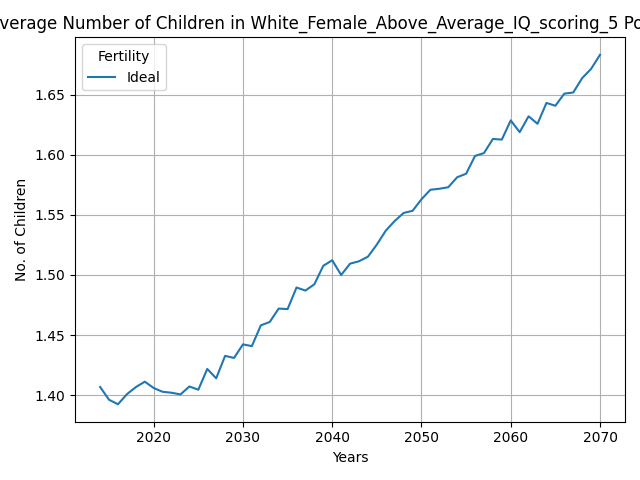 verage Number of Children in White_Female_Above_Average_IQ_scoring_5 Po
Fertility
Ideal
No. of Children
1.65
1.60
1.55
1.50
1.45
1.40
2020 2030 2040 2050 2060 2070
Years